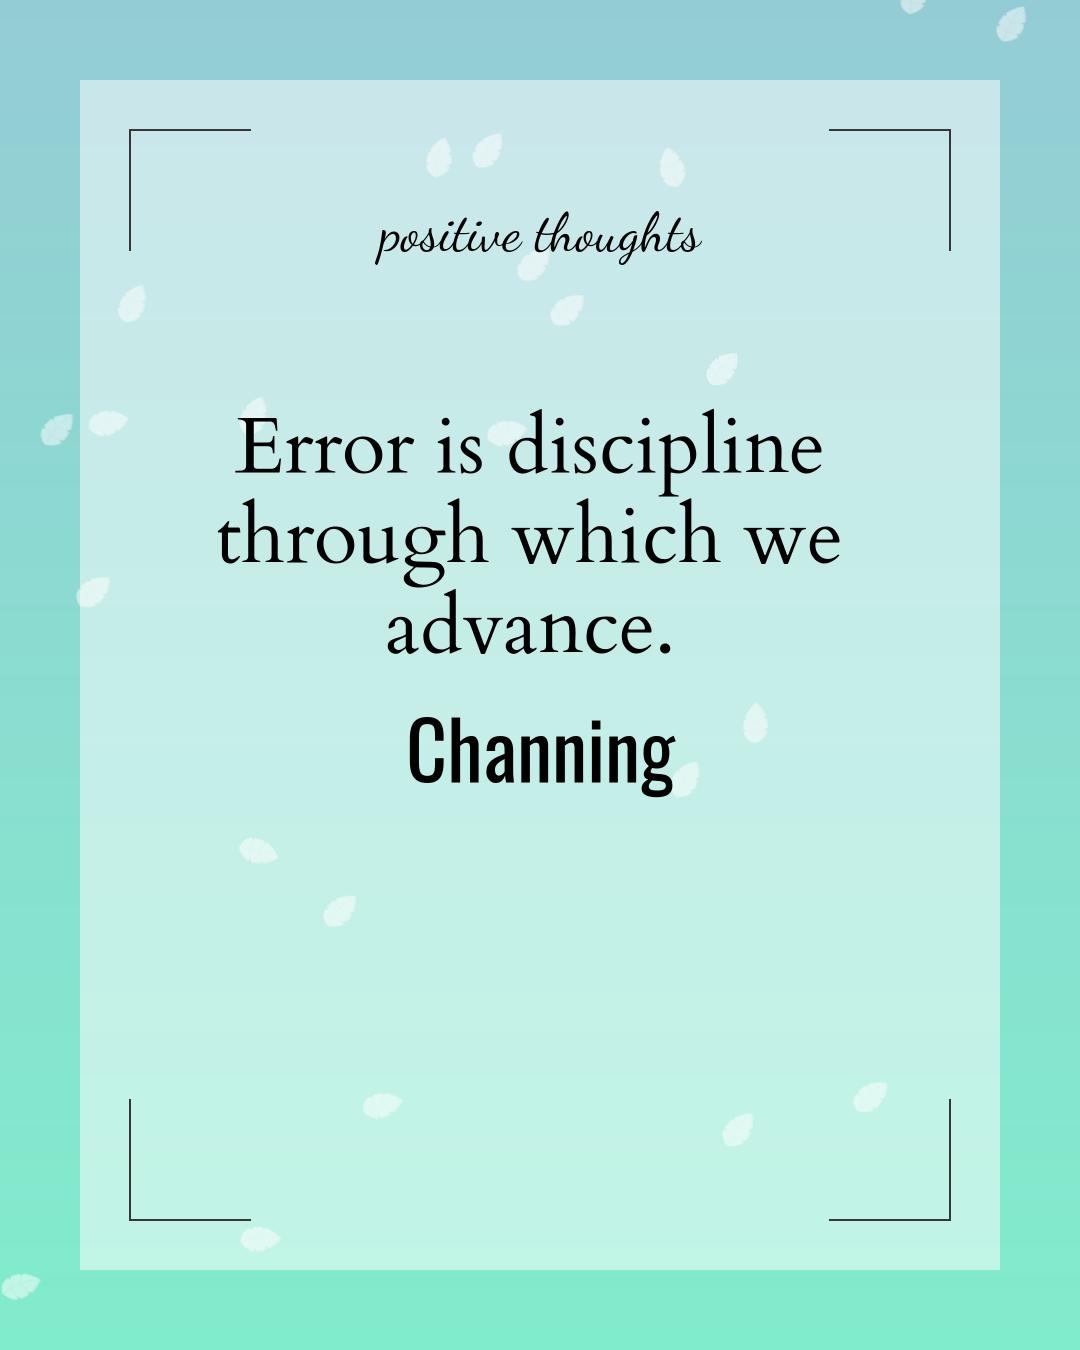 positive thoughts
Error is discipline
through which we
advance.
Channing